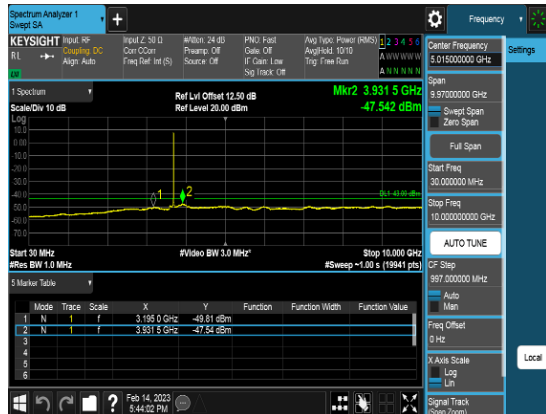 Spectrum Analyzer 1
Swept SA
+
Frequency
KEYSIGHT
Input: RF
Coupling: DC
Align: Auto
Input Z: 50 Ω
Corr CCorr
Freq Ref: Int (S)
#Atten: 24 dB
Preamp: Off
Source: Off
PNO: Fast
Gate: Off
IF Gain: Low
Sig Track: Off
Avg Type: Power (RMS)
Avg|Hold: 10/10
Trig: Free Run
1 2 3 4 5 6
A W W W W W
A N N N N N
RL
1 Spectrum
Scale/Div 10 dB
Log
Ref Lvl Offset 12.50 dB
Ref Level 20.00 dBm
Mkr2 3.931 5 GHz
-47.542 dBm
10.0
0.00
-10.0
-20.0
-30.0
-40.0
-50.0
-60.0
-70.0
1
2
DL1 -43.00 dBm
Start 30 MHz
#Res BW 1.0 MHz
#Video BW 3.0 MHz*
Stop 10.000 GHz
#Sweep ~1.00 s (19941 pts)
5 Marker Table
Mode Trace Scale X Y Function Function Width Function Value
1 N 1 f 3.195 0 GHz -49.81 dBm
2 N 1 f 3.931 5 GHz -47.54 dBm
3
4
5
6
?
Feb 14, 2023
5:44:02 PM
Center Frequency
5.015000000 GHz
Settings
Span
9.97000000 GHz
Swept Span
Zero Span
Full Span
Start Freq
30.000000 MHz
Stop Freq
10.000000000 GHz
AUTO TUNE
CF Step
997.000000 MHz
Auto
Man
Freq Offset
0 Hz
X Axis Scale
Log
Lin
Local
Signal Track
(Span Zoom)